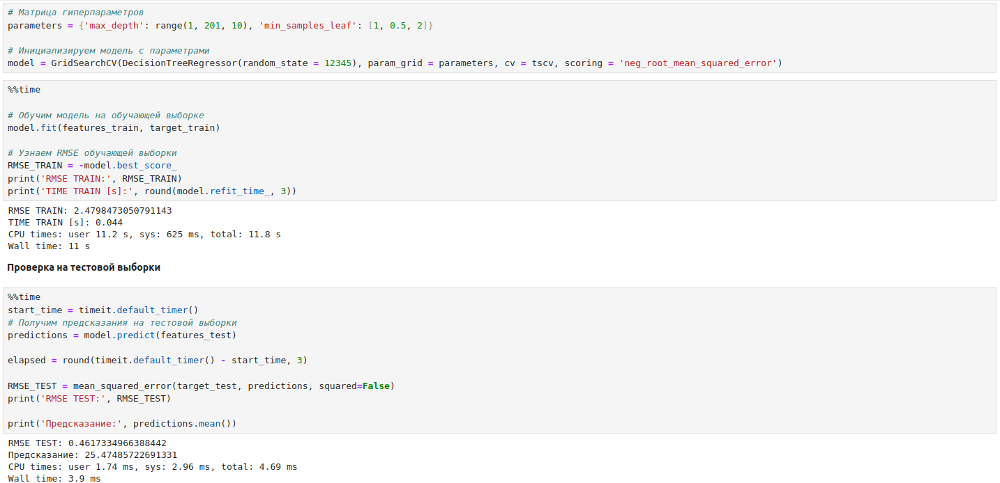 # Матрица гиперпараметров
parameters = {'max_depth': range(1, 201, 10), 'min_samples_leaf': [1, 0.5, 2]}
# Инициализируем модель с параметрами
model = GridSearchCV(DecisionTreeRegressor(random_state = 12345), param_grid = parameters, cv = tscv, scoring = 'neg_root_mean_squared_error')
%%time
# Обучим модель на обучающей выборке
model.fit(features_train, target_train)
# Узнаем RMSE обучающей выборки
RMSE_TRAIN = -model.best_score_
print('RMSE TRAIN:', RMSE_TRAIN)
print('TIME TRAIN [s]:', round(model.refit_time_, 3))
RMSE TRAIN: 2.4798473050791143
TIME TRAIN [s]: 0.044
CPU times: user 11.2 s, sys: 625 ms, total: 11.8 s
Wall time: 11 s
Проверка на тестовой выборки
%%time
start_time = timeit.default_timer()
# Получим предсказания на тестовой выборки
predictions = model.predict(features_test)
elapsed = round(timeit.default_timer() - start_time, 3)
RMSE_TEST = mean_squared_error(target_test, predictions, squared=False)
print('RMSE TEST:', RMSE_TEST)
print('Предсказание:', predictions.mean())
RMSE TEST: 0.4617334966388442
Предсказание: 25.47485722691331
CPU times: user 1.74 ms, sys: 2.96 ms, total: 4.69 ms
Wall time: 3.9 ms